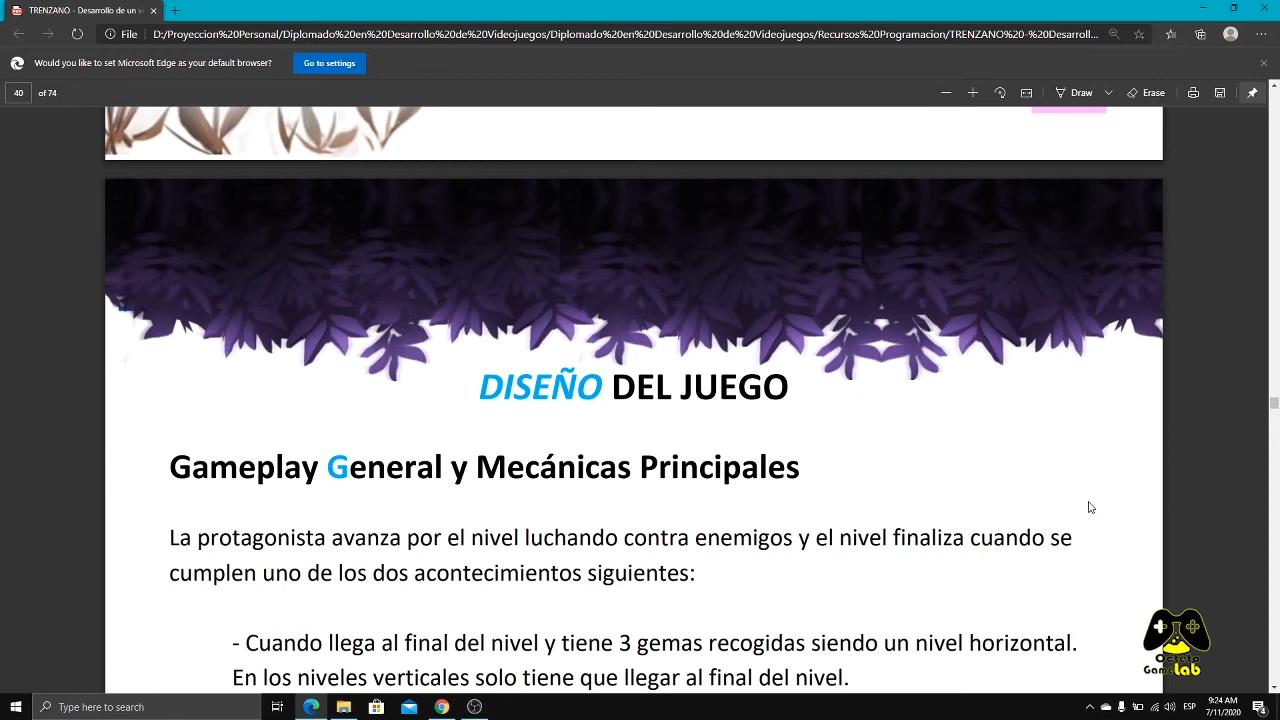 TRENZANO - Desarrollo de un vi
File
D:/Proyeccion%20Personal/Diplomado%20en%20Desarrollo%20de%20Videojuegos/Diplomado%20en%20Desarrollo%20de%20Videojuegos/Recursos%20Programacion/TRENZANO%20-%20Desarroll...
Would you like to set Microsoft Edge as your default browser?
Go to settings
40 of 74
Draw
Erase
DISEÑO DEL JUEGO
Gameplay General y Mecánicas Principales
La protagonista avanza por el nivel luchando contra enemigos y el nivel finaliza cuando se
cumplen uno de los dos acontecimientos siguientes:
- Cuando llega al final del nivel y tiene 3 gemas recogidas siendo un nivel horizontal.
En los niveles verticales solo tiene que llegar al final del nivel.
Octeto
Game Lab
Type here to search
ESP
9:24 AM
7/11/2020
4